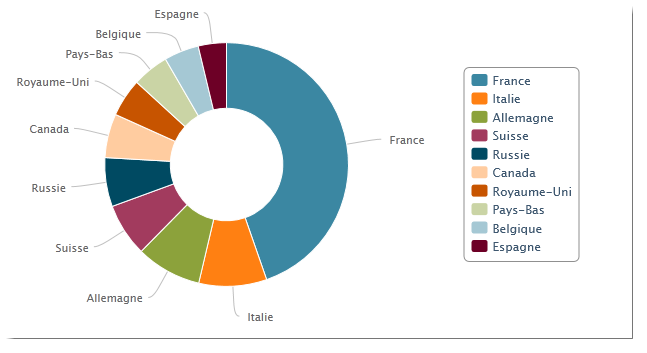 Espagne
Belgique
Pays-Bas
Royaume-Uni
Canada
Russie
Suisse
Allemagne
Italie
France
France
Italie
Allemagne
Suisse
Russie
Canada
Royaume-Uni
Pays-Bas
Belgique
Espagne